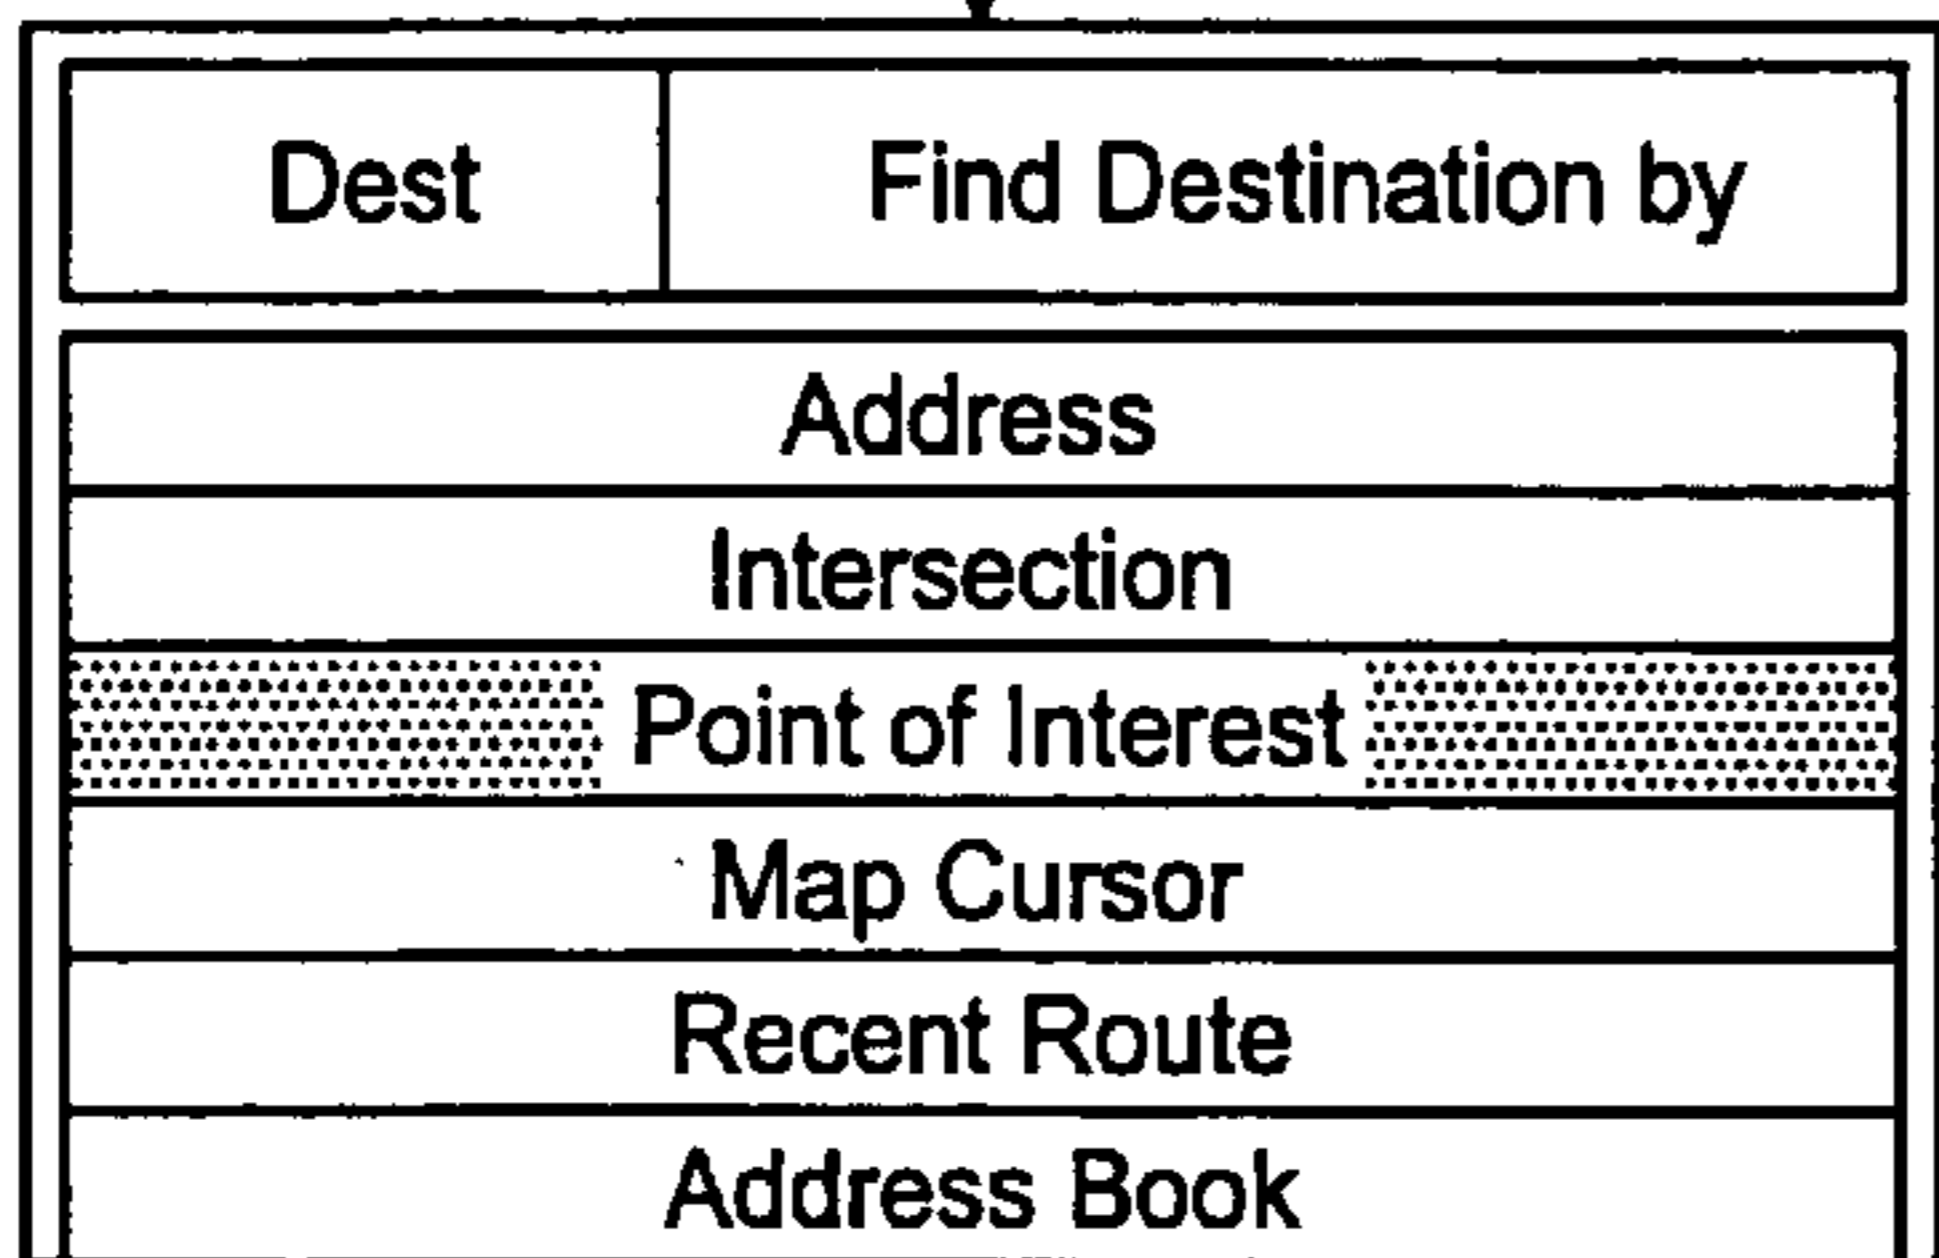 Dest Find Destination by
Address
Intersection
Point of Interest
Map Cursor
Recent Route
Address Book